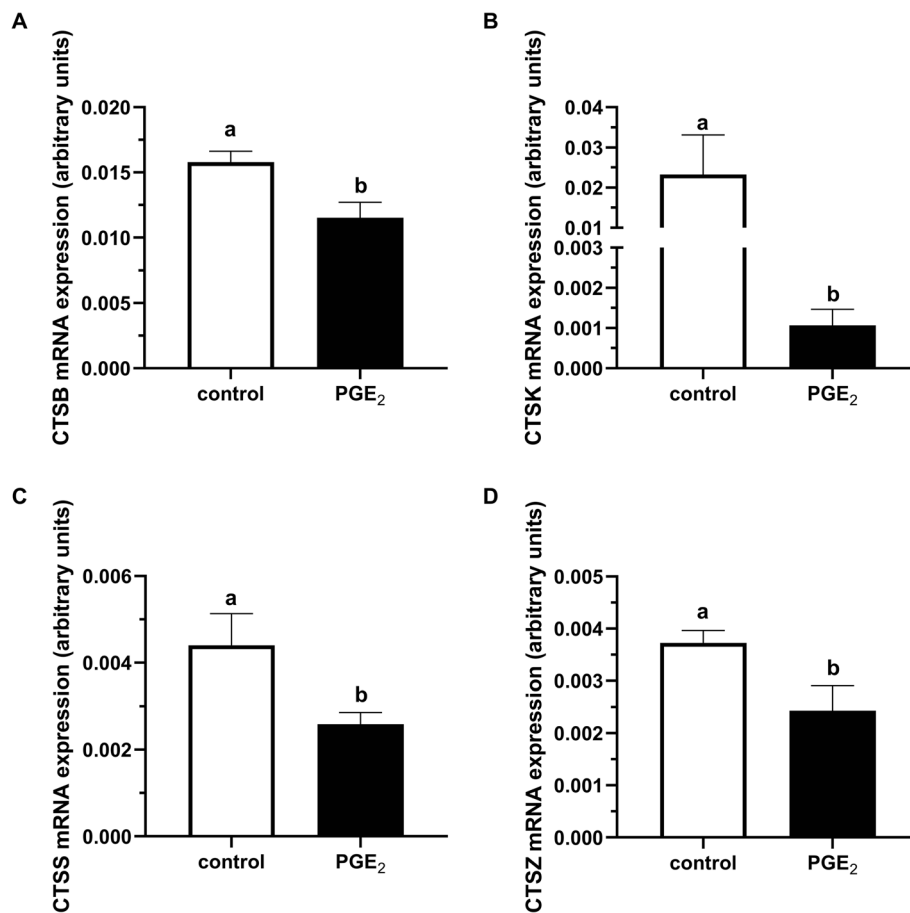 A
CTSB mRNA expression (arbitrary units)
0.020
0.015
0.010
0.005
0.000
a
b
control
PGE₂
B
CTSK mRNA expression (arbitrary units)
0.04
0.03
0.02
0.01
0.003
0.002
0.001
0.000
a
b
control
PGE₂
C
CTSS mRNA expression (arbitrary units)
0.006
0.004
0.002
0.000
a
b
control
PGE₂
D
CTSZ mRNA expression (arbitrary units)
0.005
0.004
0.003
0.002
0.001
0.000
a
b
control
PGE₂